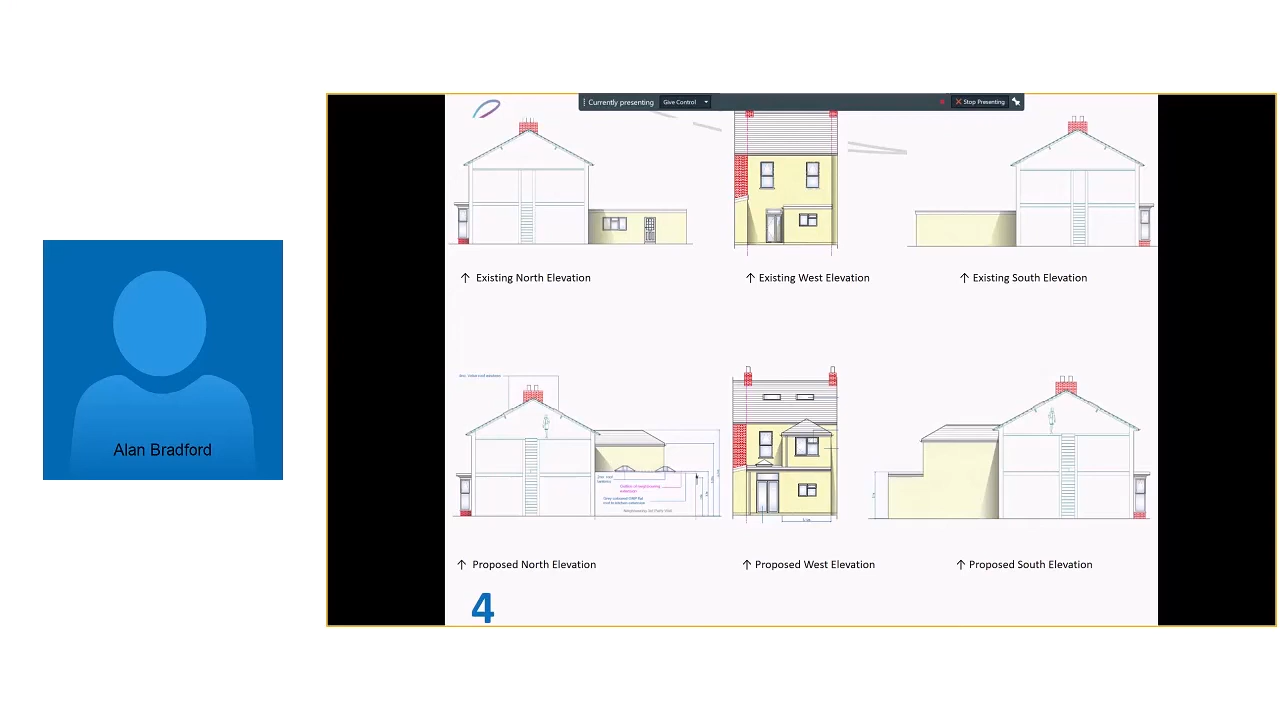 Currently presenting Give Control Stop Presenting
↑ Existing North Elevation
↑ Existing West Elevation
↑ Existing South Elevation
Alan Bradford
↑ Proposed North Elevation
↑ Proposed West Elevation
↑ Proposed South Elevation
4